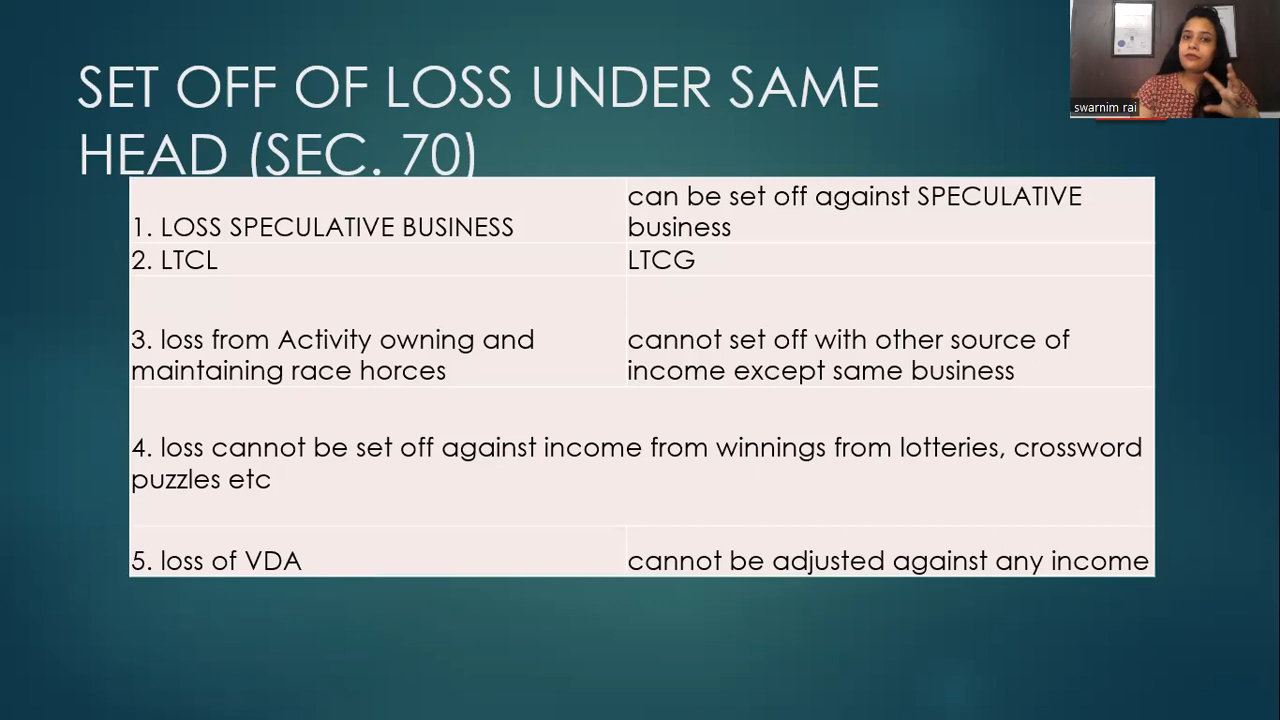 SET OFF OF LOSS UNDER SAME
HEAD (SEC. 70)
swarnim rai
can be set off against SPECULATIVE
1. LOSS SPECULATIVE BUSINESS
business
2. LTCL
LTCG
3. loss from Activity owning and
maintaining race horces
cannot set off with other source of
income except same business
4. loss cannot be set off against income from winnings from lotteries, crossword
puzzles etc
5. loss of VDA
cannot be adjusted against any income